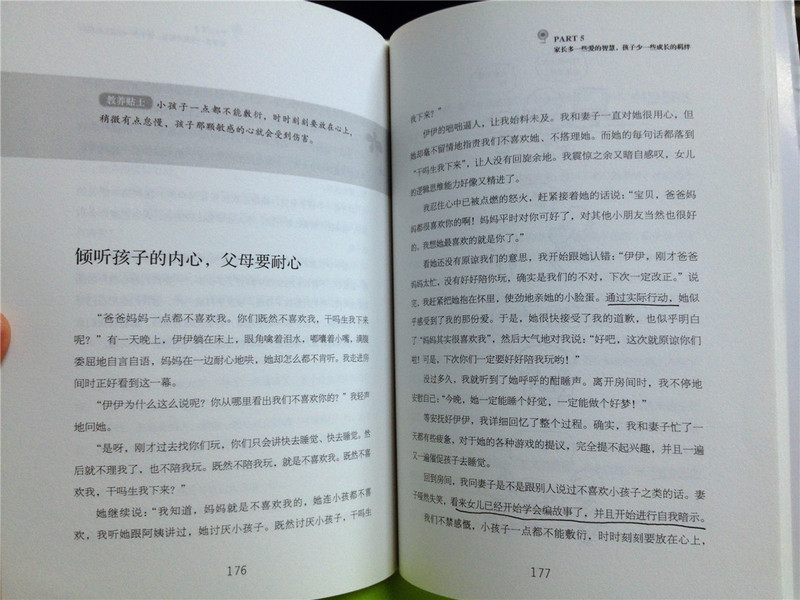 教养贴士 小孩子一点都不能敷衍，时时刻刻要放在心上，
稍微有点怠慢、孩子那颗敏感的心就会受到伤害。
倾听孩子的内心，父母要耐心
“爸爸妈妈一点都不喜欢我。你们既然不喜欢我，干吗生我下来
呢？”有一天晚上，伊伊躺在床上，眼角噙着泪水，嘟囔着小嘴，满脸
委屈地自言自语，妈妈在一边耐心地哄，她却怎么都不肯听。我走进房
间时正好看到这一幕。
“伊伊为什么这么说呢？你从哪里看出我们不喜欢你的？”我轻声
地问她。
“是呀，刚才过去找你们玩，你们只会讲快去睡觉、快去睡觉。然
后就不理我了，也不陪我玩。既然不陪我玩，就是不喜欢我。既然不喜
欢我，干吗生我下来？”
她继续说：“我知道，妈妈就是不喜欢我的，她连小孩都不喜
欢，我听她跟阿姨讲过，她讨厌小孩子。既然讨厌小孩子，干吗生
176
PART 5
家长多一些爱的智慧，孩子少一些成长的羁绊
我下来？”
伊伊的咄咄逼人，让我始料未及。我和妻子一直对她很用心，但
她却毫不留情地指责我们不喜欢她、不搭理她。而她的每句话都落到
“干吗生我下来”，让人没有回旋余地。我震惊之余又暗自感叹，女儿
的逻辑思维能力好像又精进了。
我忍住心中已被点燃的怒火，赶紧接着她的话说：“宝贝，爸爸妈
妈都很喜欢你的啊！妈妈平时对你可好了，对其他小朋友当然也很好
的。我想她最喜欢的就是你了。”
看她还没有原谅我们的意思，我开始跟她认错：“伊伊，刚才爸爸
妈妈太忙，没有好好陪你玩，确实是我们的不对，下次一定改正。”说
完，我赶紧把她抱在怀里，使劲地亲她的小脸蛋。通过实际行动，她似
乎感受到了我的那份爱。于是，她很快接受了我的道歉，也似乎明白
了“妈妈其实很喜欢我”，然后大气地对我说：“好吧，这次就原谅你们
啦！可是，下次你们一定要好好陪我玩哟！”
没过多久，我就听到了她呼呼的酣睡声。离开房间时，我不停地
安慰自己：“今晚，她一定能睡个好觉，一定能做个好梦！”
等安抚好伊伊，我详细回忆了整个过程。确实，我和妻子忙了一
天都有些疲惫，对于她的各种游戏的提议，完全提不起兴趣，并且一遍
又一遍催促孩子去睡觉。
回到房间，我问妻子是不是跟别人说过不喜欢小孩子之类的话。妻
子哑然失笑，看来女儿已经开始学会编故事了，并且开始进行自我暗示。
我们不禁感慨，小孩子一点都不能敷衍，时时刻刻要放在心上，
177